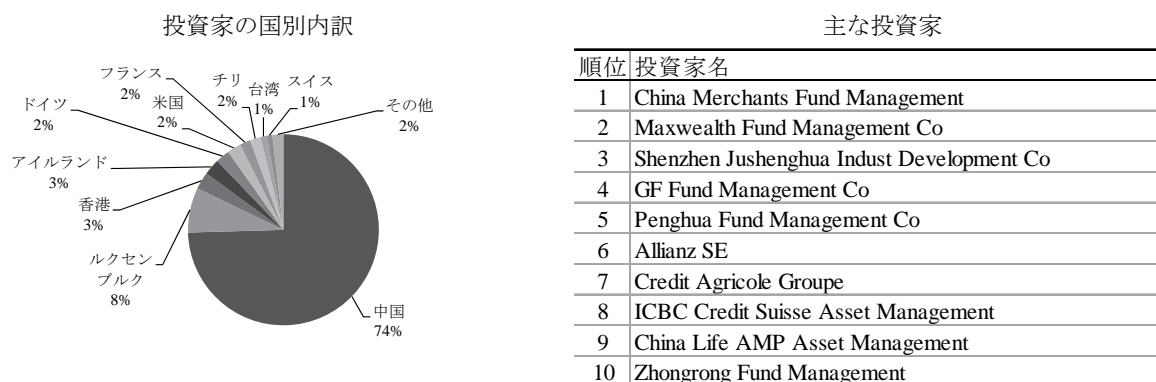 投資家の国別内訳
フランス
2%
チリ
2%
台湾
1%
スイス
1%
その他
2%
米国
2%
ドイツ
2%
アイルランド
3%
香港
3%
ルクセン
ブルク
8%
中国
74%
主な投資家
順位 投資家名
1 China Merchants Fund Management
2 Maxwealth Fund Management Co
3 Shenzhen Jushenghua Indust Development Co
4 GF Fund Management Co
5 Penghua Fund Management Co
6 Allianz SE
7 Credit Agricole Groupe
8 ICBC Credit Suisse Asset Management
9 China Life AMP Asset Management
10 Zhongrong Fund Management